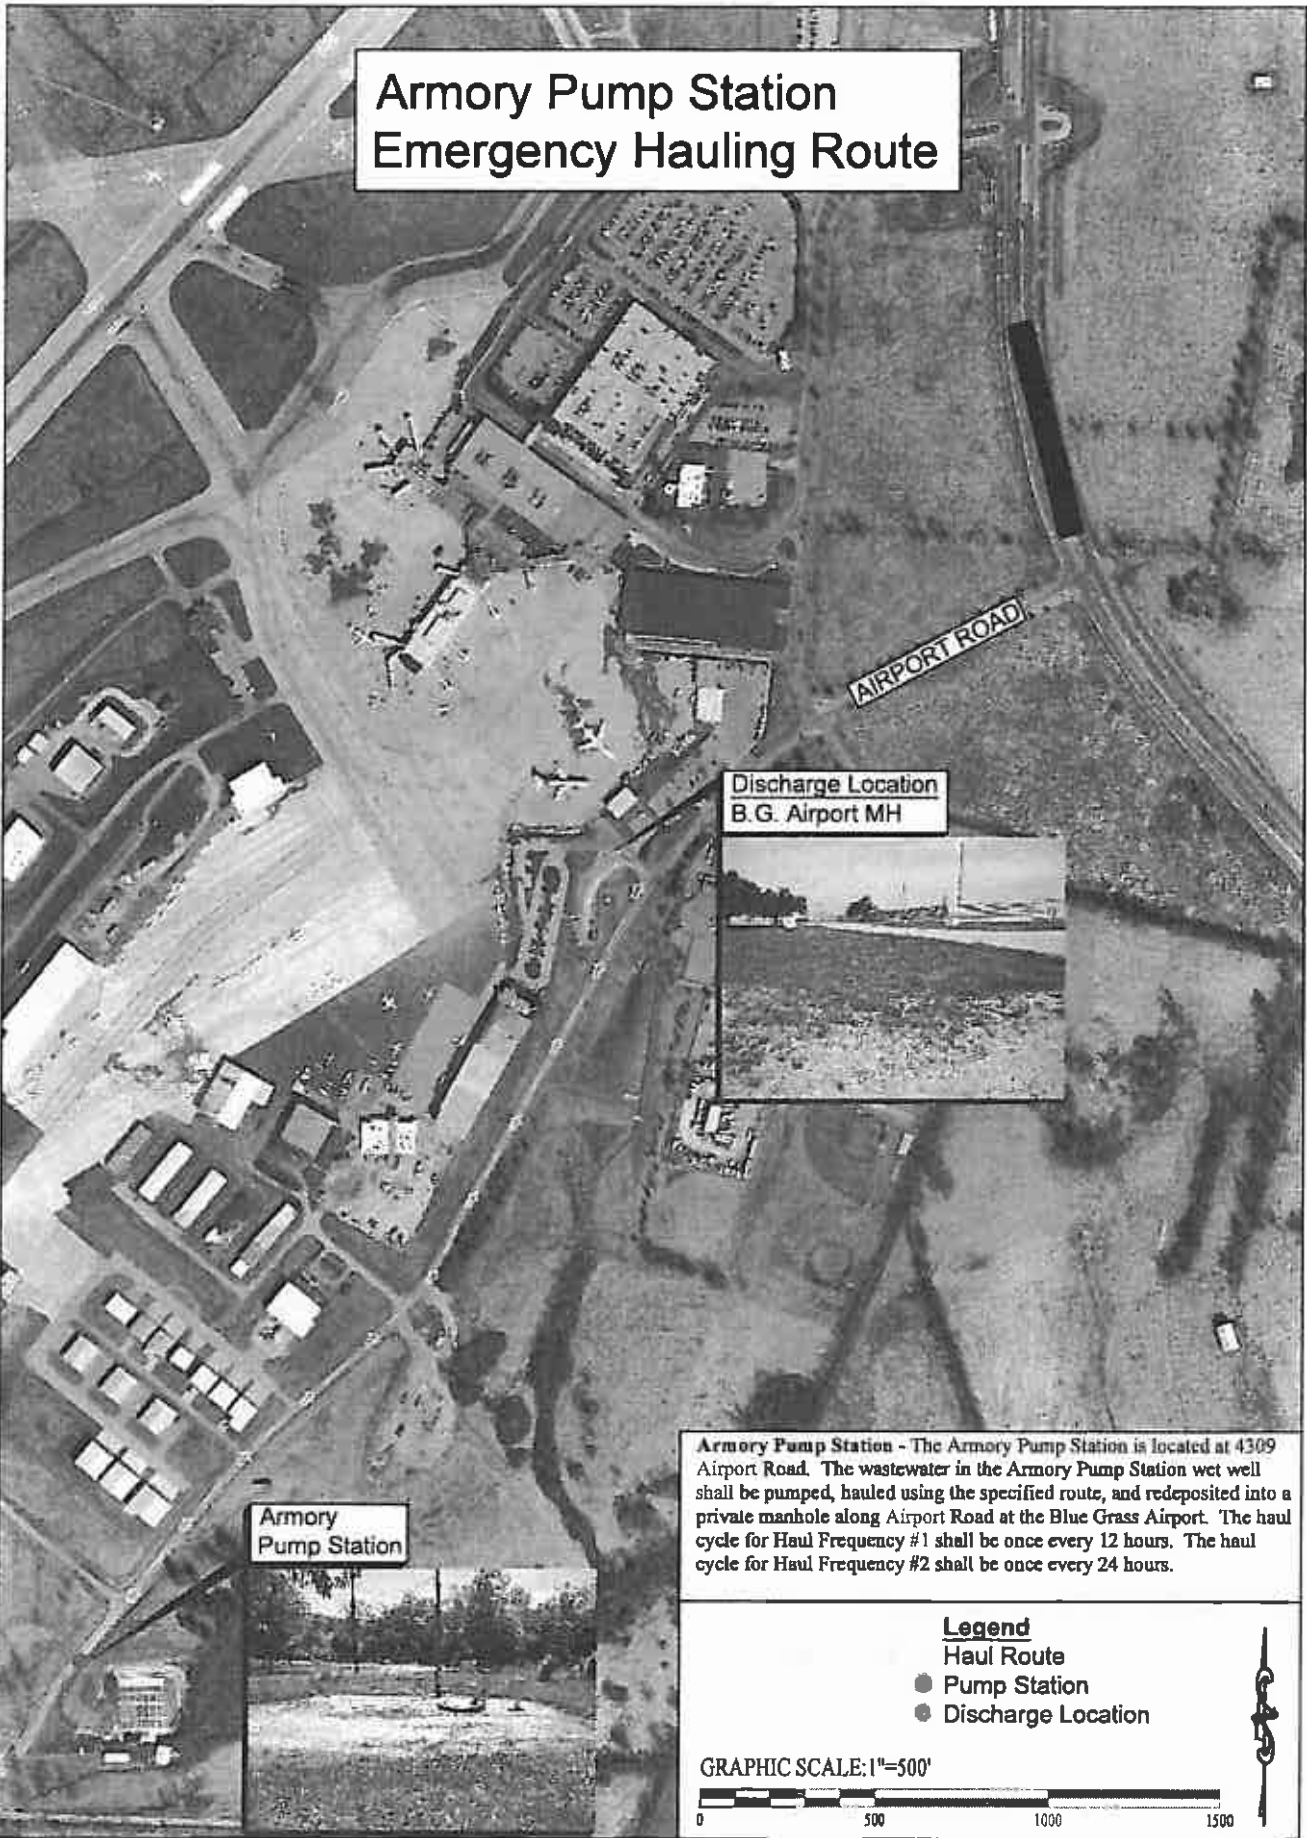 Armory Pump Station
Emergency Hauling Route
AIRPORT ROAD
Discharge Location
B.G. Airport MH
Armory Pump Station - The Armory Pump Station is located at 4309
Airport Road. The wastewater in the Armory Pump Station wet well
shall be pumped, hauled using the specified route, and redeposited into a
private manhole along Airport Road at the Blue Grass Airport. The haul
cycle for Haul Frequency #1 shall be once every 12 hours. The haul
cycle for Haul Frequency #2 shall be once every 24 hours.
Armory
Pump Station
Legend
Haul Route
Pump Station
Discharge Location
GRAPHIC SCALE: 1"=500'
0 500 1000 1500